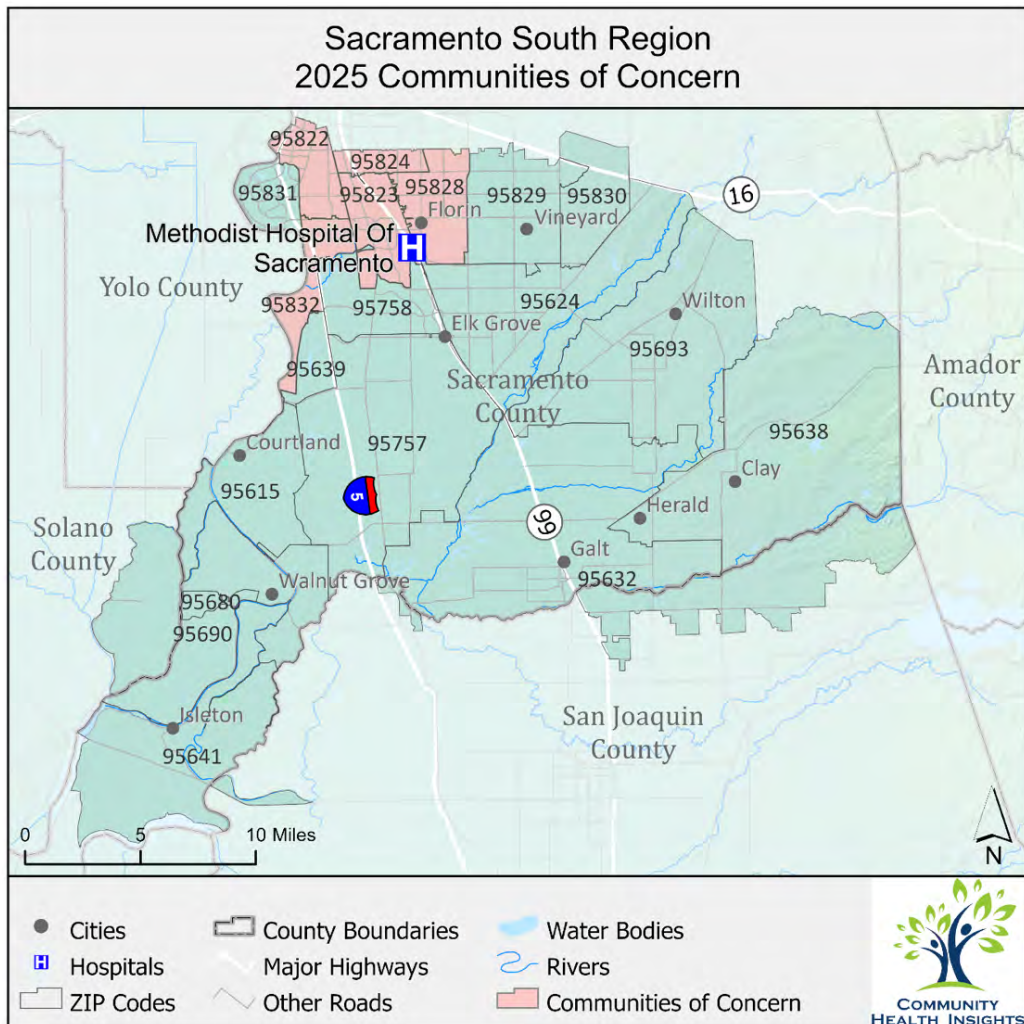 Sacramento South Region
2025 Communities of Concern
95822
95824
95831
95823
95828
95829
95830
16
Florin
Vineyard
Methodist Hospital Of
Sacramento
H
Yolo County
95832
95758
95624
Wilton
Elk Grove
95693
95639
Sacramento
County
Amador
County
Courtland
95757
95638
Clay
95615
5
Herald
99
Solano
County
Galt
95632
Walnut Grove
95680
95690
Isleton
San Joaquin
County
95641
0 5 10 Miles
N
Cities
County Boundaries
Water Bodies
H
Hospitals
Major Highways
Rivers
ZIP Codes
Other Roads
Communities of Concern
COMMUNITY
HEALTH INSIGHTS